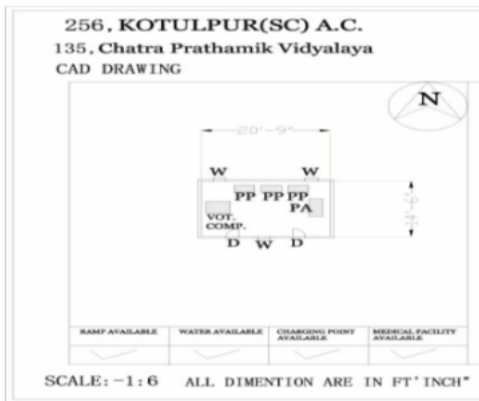 256, KOTULPUR(SC) A.C.
135, Chatra Prathamik Vidyalaya
CAD DRAWING
N
20'-9"
W W
PP PP PP
PA
VOT.
COMP.
14'-6"
D W D
RAMP AVAILABLE WATER AVAILABLE CHARGING POINT AVAILABLE MEDICAL FACILITY AVAILABLE
SCALE:-1:6 ALL DIMENTION ARE IN FT'INCH"